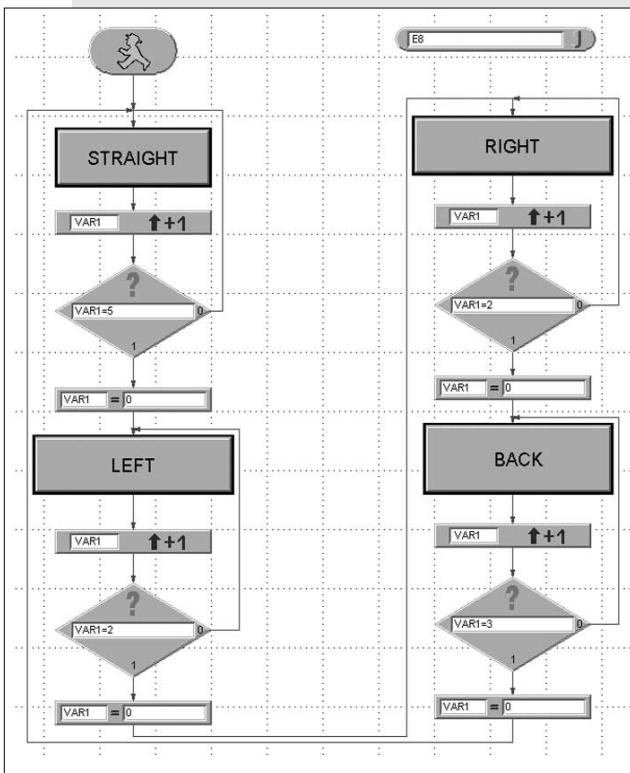 E8 J
STRAIGHT
VAR1 +1
?
VAR1=5 0
1
VAR1 = 0
LEFT
VAR1 +1
?
VAR1=2 0
1
VAR1 = 0
RIGHT
VAR1 +1
?
VAR1=2 0
1
VAR1 = 0
BACK
VAR1 +1
?
VAR1=3 0
1
VAR1 = 0